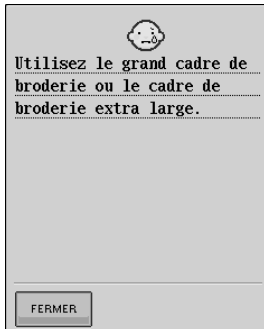 Utilisez le grand cadre de
broderie ou le cadre de
broderie extra large.
FERMER